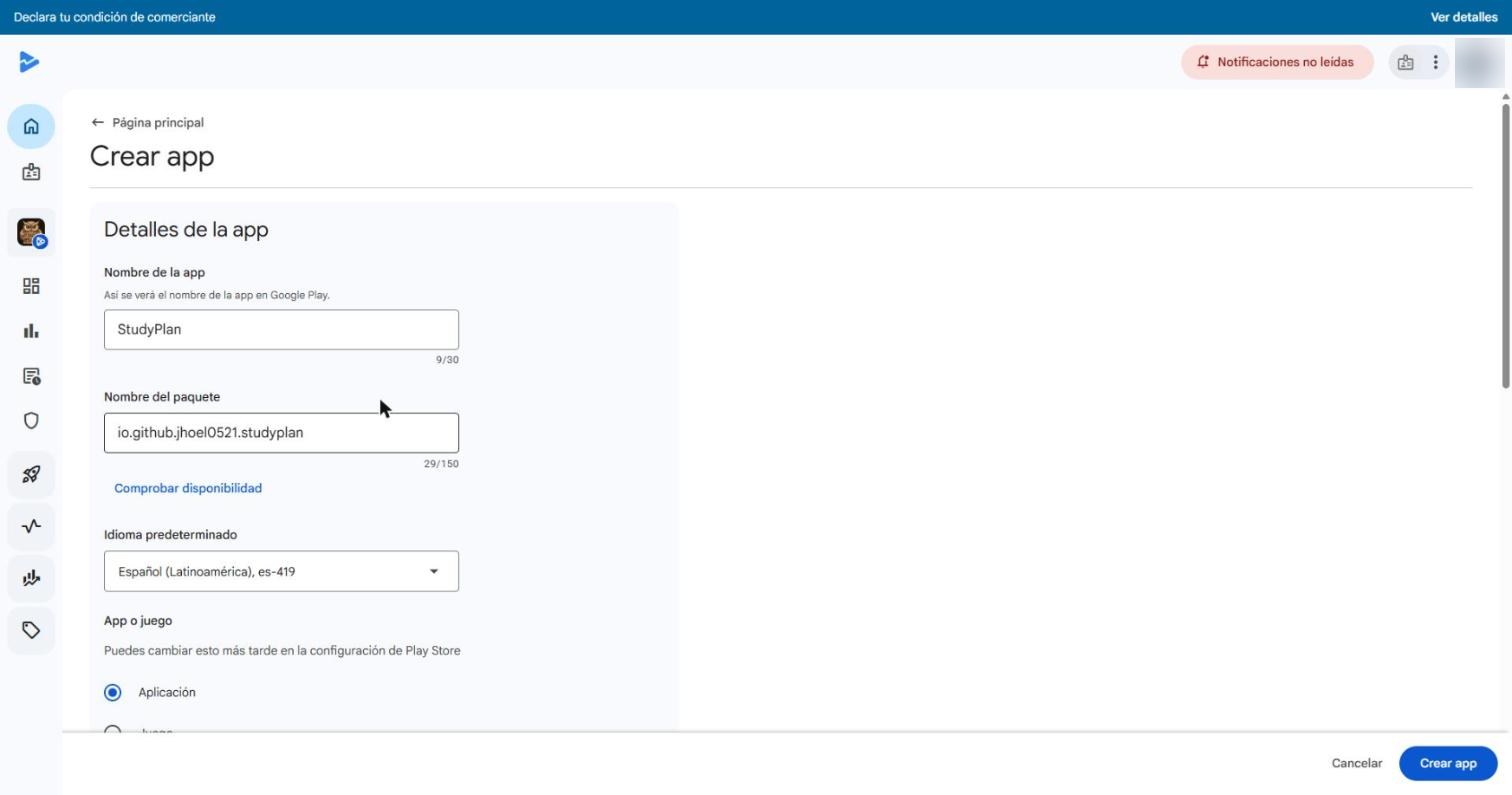 Declara tu condición de comerciante
Ver detalles
Notificaciones no leídas
Página principal
Crear app
Detalles de la app
Nombre de la app
Así se verá el nombre de la app en Google Play.
StudyPlan
9/30
Nombre del paquete
io.github.jhoel0521.studyplan
29/150
Comprobar disponibilidad
Idioma predeterminado
Español (Latinoamérica), es-419
App o juego
Puedes cambiar esto más tarde en la configuración de Play Store
Aplicación
Juego
Cancelar
Crear app